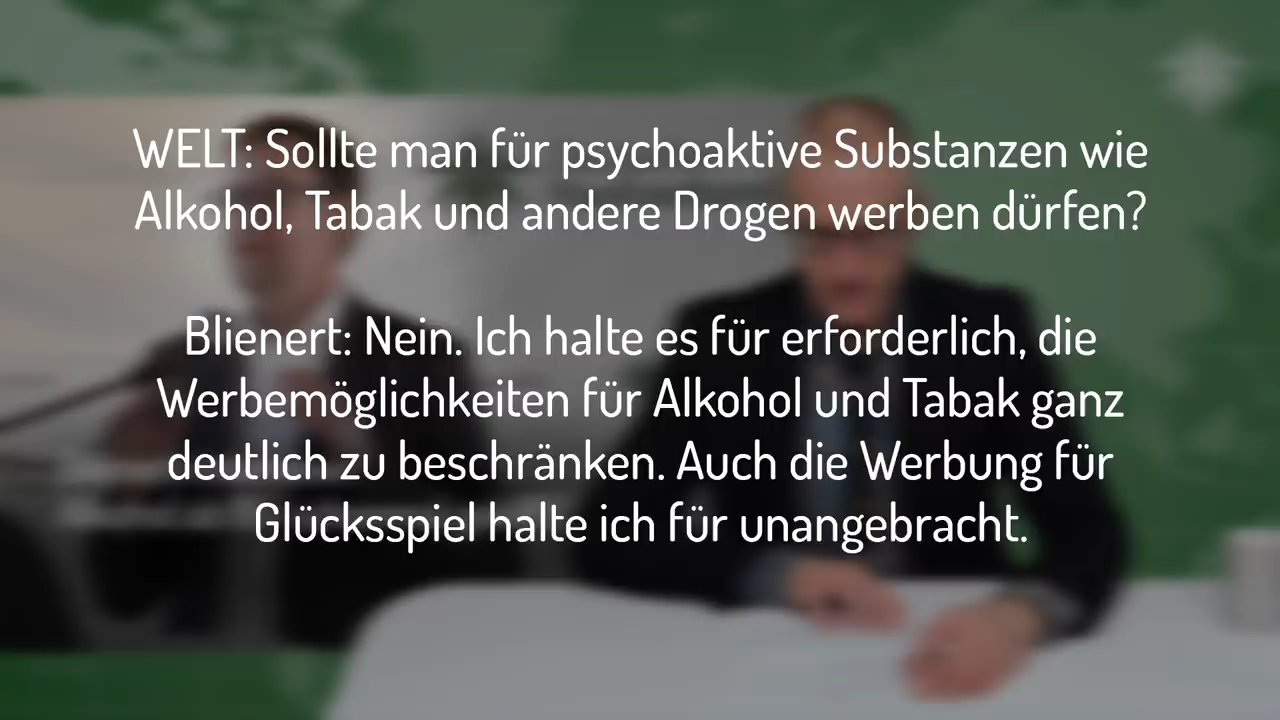 WELT: Sollte man für psychoaktive Substanzen wie
Alkohol, Tabak und andere Drogen werben dürfen?
Blienert: Nein. Ich halte es für erforderlich, die
Werbemöglichkeiten für Alkohol und Tabak ganz
deutlich zu beschränken. Auch die Werbung für
Glücksspiel halte ich für unangebracht.